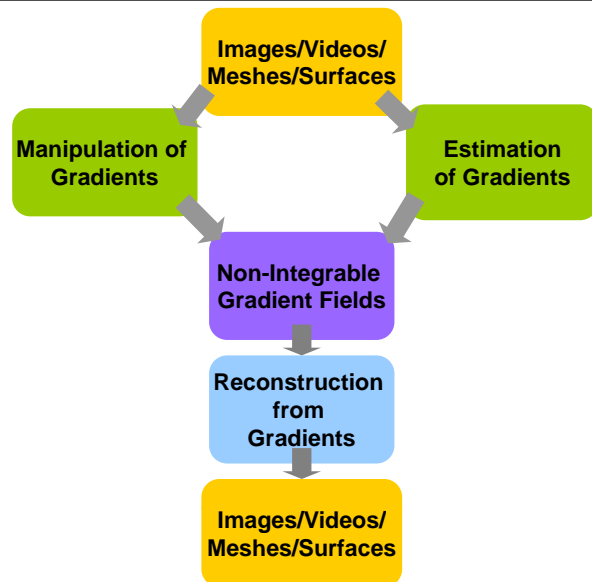 Images/Videos/
Meshes/Surfaces
Manipulation of
Gradients
Estimation
of Gradients
Non-Integrable
Gradient Fields
Reconstruction
from
Gradients
Images/Videos/
Meshes/Surfaces